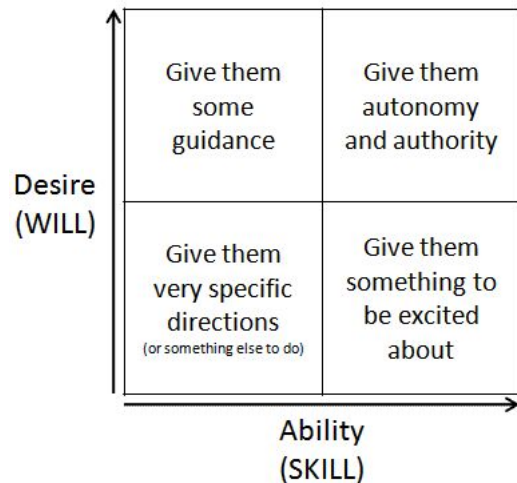 Give them
some
guidance
Give them
autonomy
and authority
Desire
(WILL)
Give them
very specific
directions
(or something else to do)
Give them
something to
be excited
about
Ability
(SKILL)